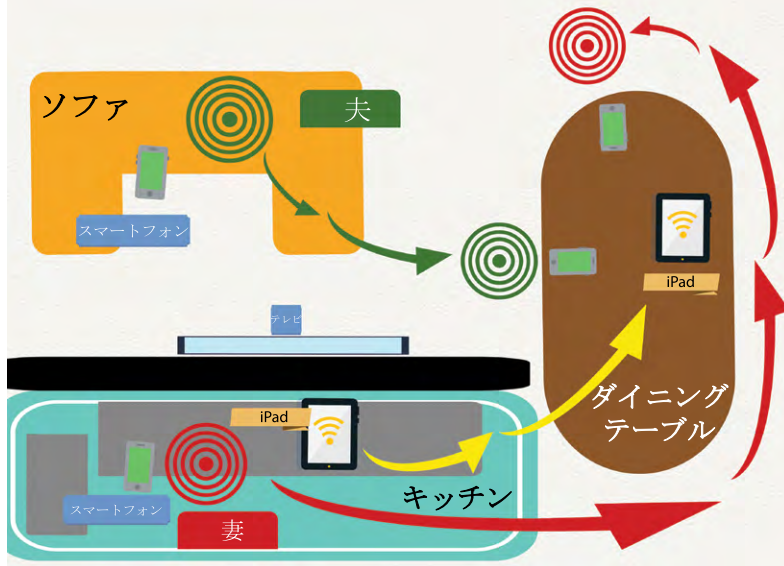 ソファ
夫
スマートフォン
iPad
テレビ
ダイニング
テーブル
iPad
キッチン
スマートフォン
妻